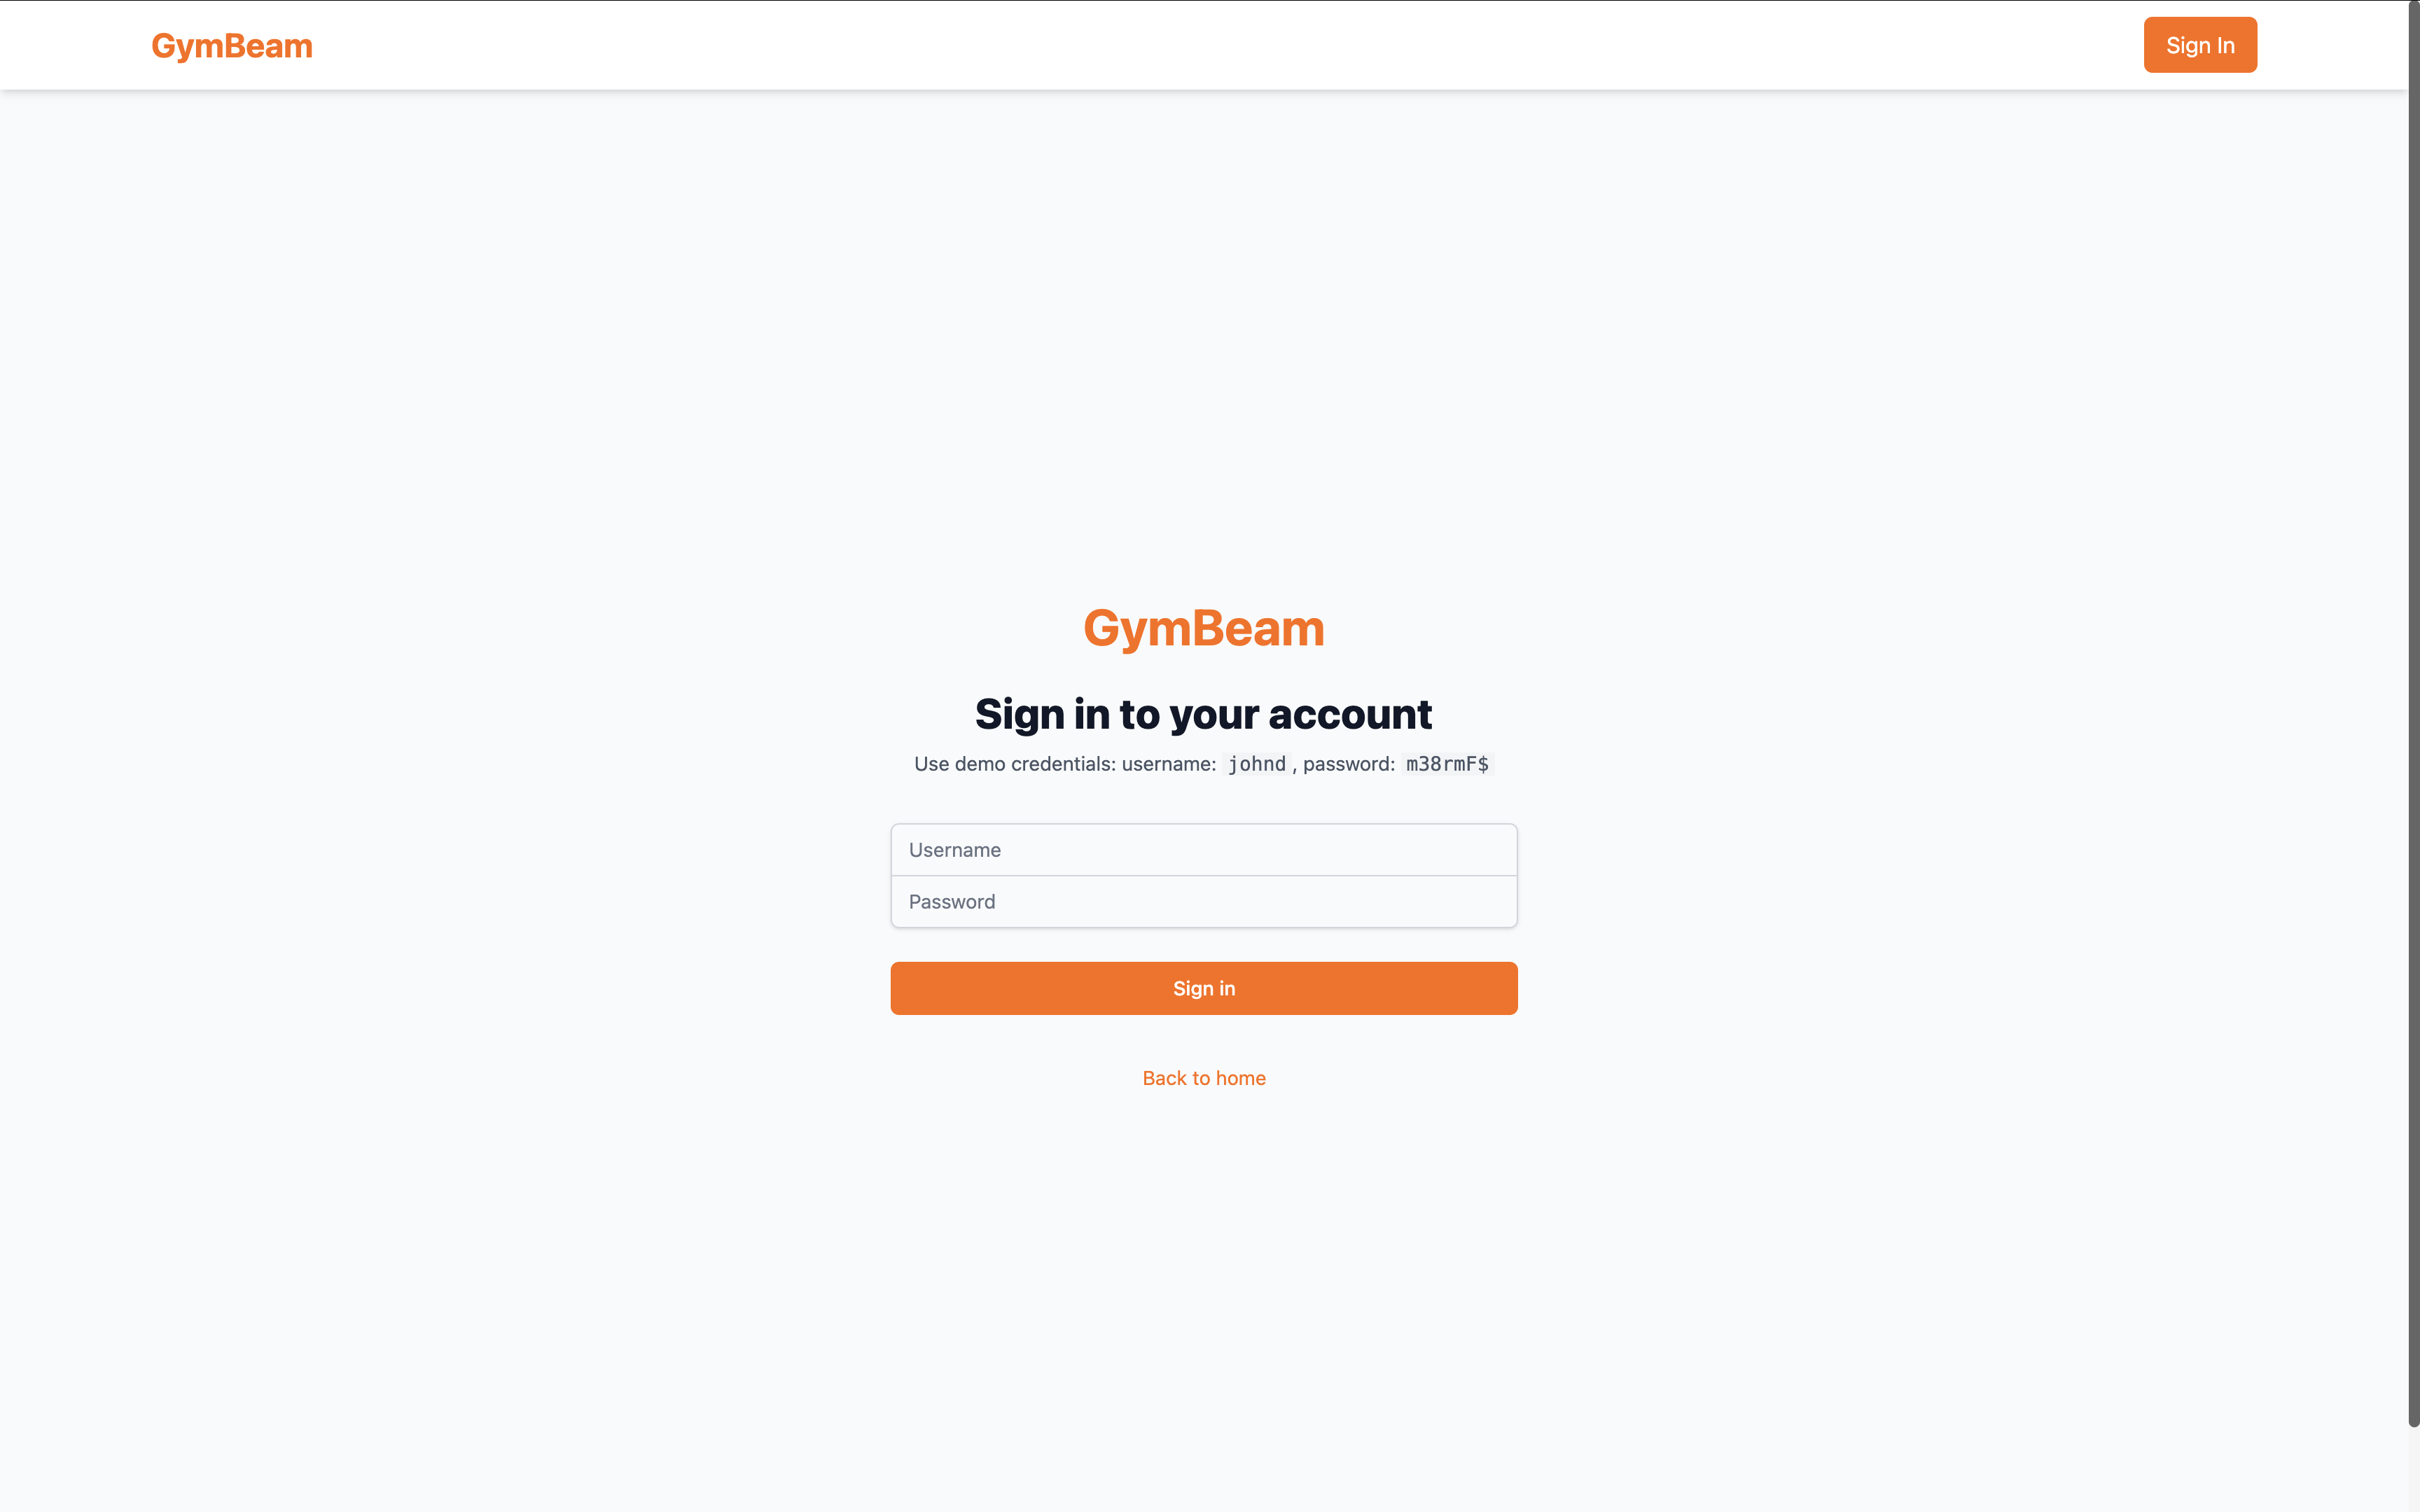 GymBeam
Sign In
GymBeam
Sign in to your account
Use demo credentials: username: johnd, password: m38rmF$
Username
Password
Sign in
Back to home